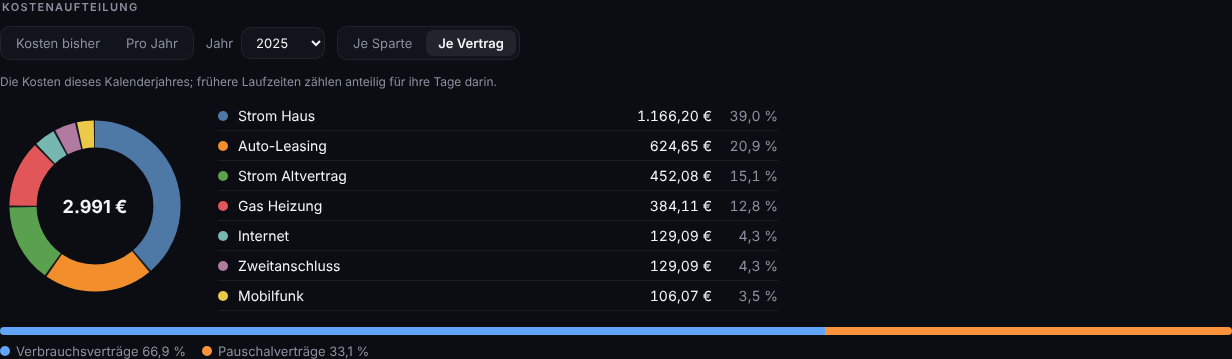 KOSTENAUFTEILUNG
Kosten bisher Pro Jahr Jahr 2025 Je Sparte Je Vertrag
Die Kosten dieses Kalenderjahres; frühere Laufzeiten zählen anteilig für ihre Tage darin.
2.991 €
Strom Haus 1.166,20 € 39,0 %
Auto-Leasing 624,65 € 20,9 %
Strom Altvertrag 452,08 € 15,1 %
Gas Heizung 384,11 € 12,8 %
Internet 129,09 € 4,3 %
Zweitanschluss 129,09 € 4,3 %
Mobilfunk 106,07 € 3,5 %
Verbrauchsverträge 66,9 % Pauschalverträge 33,1 %